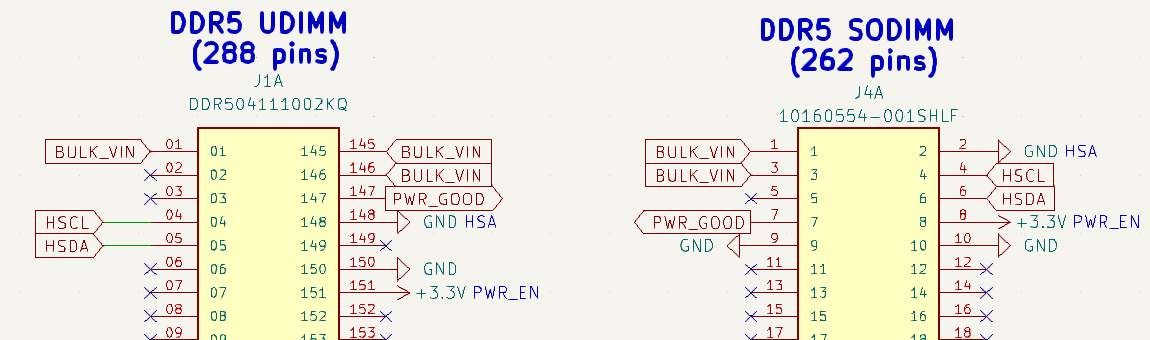 DDR5 UDIMM
(288 pins)
J1A
DDR504111002KQ
BULK_VIN 01 01 145 145 BULK_VIN
02 02 146 146 BULK_VIN
03 03 147 147 PWR_GOOD
HSCL 04 04 148 148 GND HSA
HSDA 05 05 149 149
06 06 150 150 GND
07 07 151 151 +3.3V PWR_EN
08 08 152 152
09 09 153 153
DDR5 SODIMM
(262 pins)
J4A
10160554-001SHLF
BULK_VIN 1 1 2 2 GND HSA
BULK_VIN 3 3 4 4 HSCL
5 5 6 6 HSDA
PWR_GOOD 7 7 8 8 +3.3V PWR_EN
GND 9 9 10 10 GND
11 11 12 12
13 13 14 14
15 15 16 16
17 17 18 18